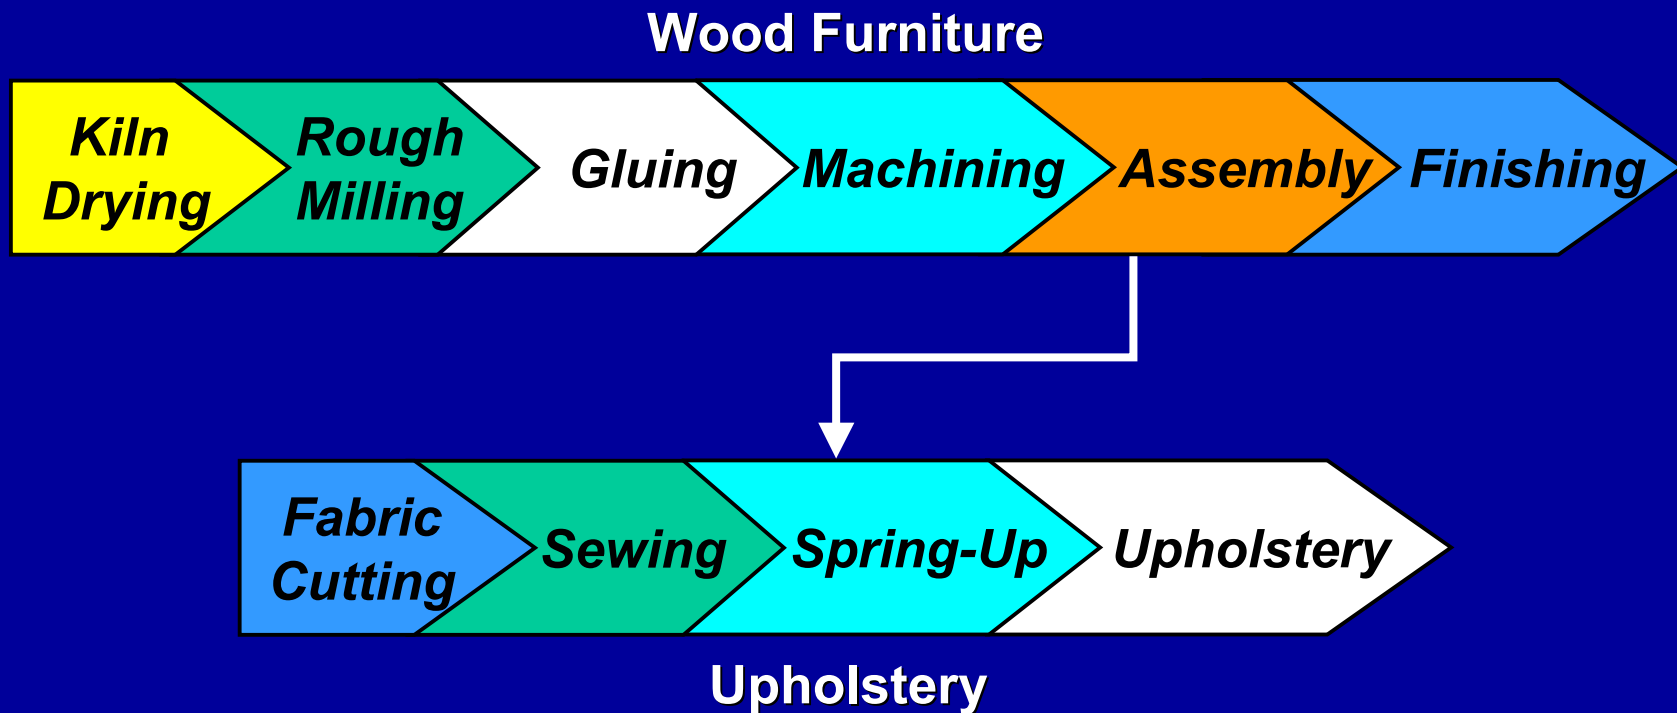 Wood Furniture
Kiln
Drying
Rough
Milling
Gluing
Machining
Assembly
Finishing
Fabric
Cutting
Sewing
Spring-Up
Upholstery
Upholstery